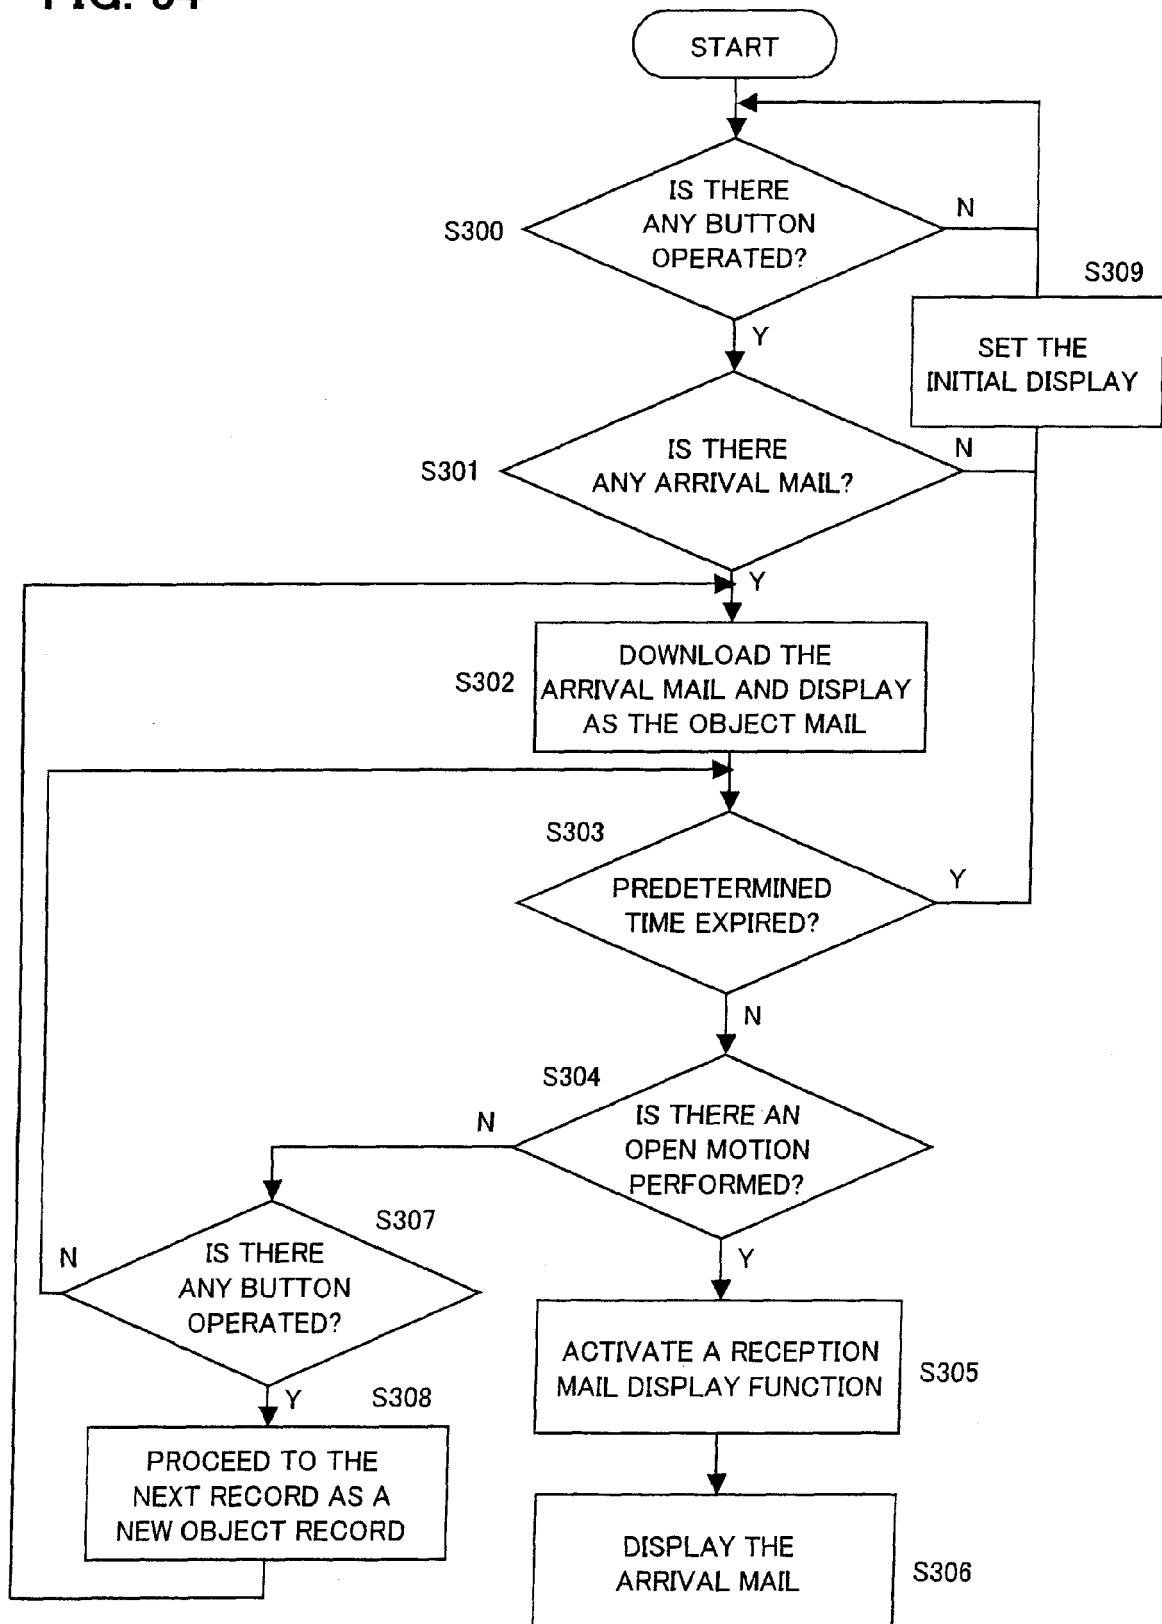 START
IS THERE
ANY BUTTON
OPERATED?
S300
N
Y
S309
SET THE
INITIAL DISPLAY
IS THERE
ANY ARRIVAL MAIL?
S301
N
Y
DOWNLOAD THE
ARRIVAL MAIL AND DISPLAY
AS THE OBJECT MAIL
S302
S303
PREDETERMINED
TIME EXPIRED?
Y
N
S304
IS THERE AN
OPEN MOTION
PERFORMED?
N
Y
S307
IS THERE
ANY BUTTON
OPERATED?
N
Y
S308
PROCEED TO THE
NEXT RECORD AS A
NEW OBJECT RECORD
ACTIVATE A RECEPTION
MAIL DISPLAY FUNCTION
S305
DISPLAY THE
ARRIVAL MAIL
S306